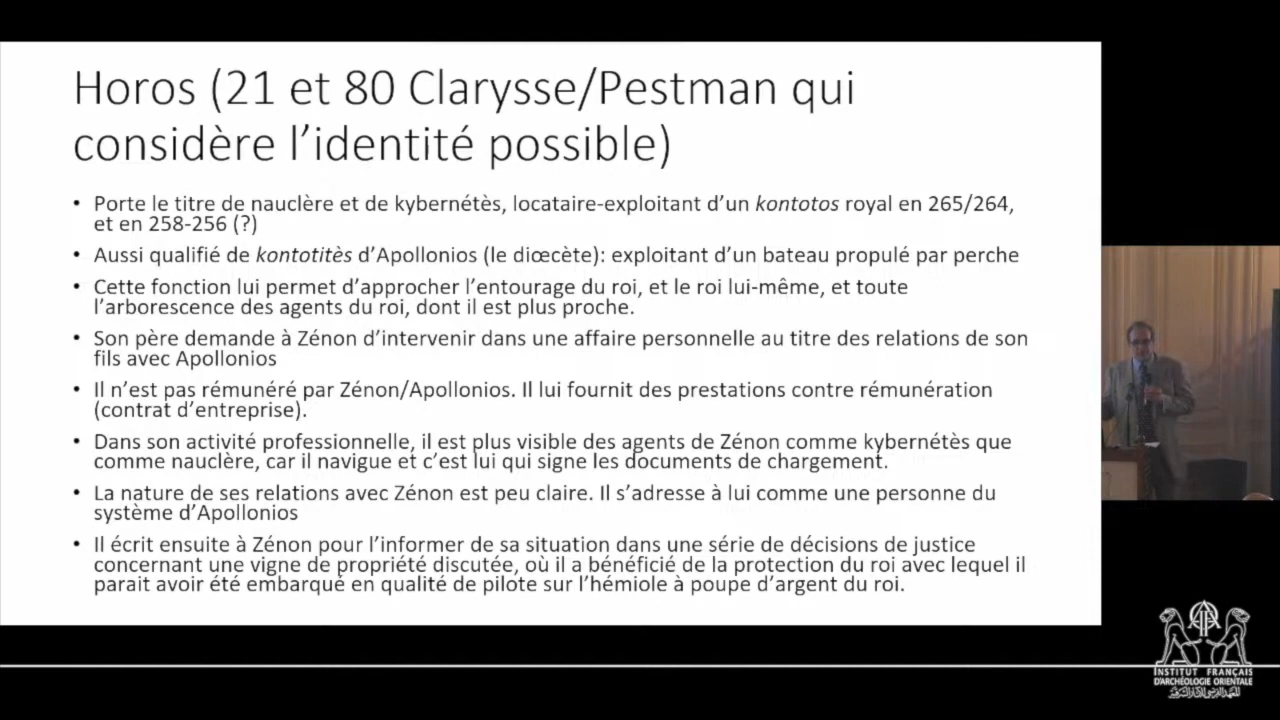 Horos (21 et 80 Clarysse/Pestman qui
considère l’identité possible)
• Porte le titre de nauclère et de kybernétès, locataire-exploitant d’un kontotos royal en 265/264,
et en 258-256 (?)
• Aussi qualifié de kontotitès d’Apollonios (le diœcète): exploitant d’un bateau propulé par perche
• Cette fonction lui permet d’approcher l’entourage du roi, et le roi lui-même, et toute
l’arborescence des agents du roi, dont il est plus proche.
• Son père demande à Zénon d’intervenir dans une affaire personnelle au titre des relations de son
fils avec Apollonios
• Il n’est pas rémunéré par Zénon/Apollonios. Il lui fournit des prestations contre rémunération
(contrat d’entreprise).
• Dans son activité professionnelle, il est plus visible des agents de Zénon comme kybernétès que
comme nauclère, car il navigue et c’est lui qui signe les documents de chargement.
• La nature de ses relations avec Zénon est peu claire. Il s’adresse à lui comme une personne du
système d’Apollonios
• Il écrit ensuite à Zénon pour l’informer de sa situation dans une série de décisions de justice
concernant une vigne de propriété discutée, où il a bénéficié de la protection du roi avec lequel il
parait avoir été embarqué en qualité de pilote sur l’hémiole à poupe d’argent du roi.
INSTITUT FRANÇAIS
D’ARCHÉOLOGIE ORIENTALE